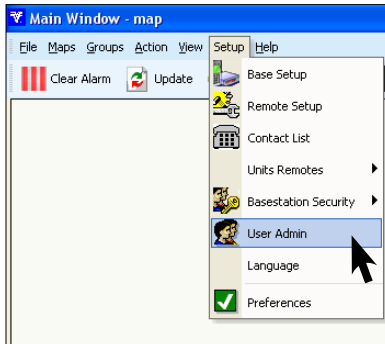 Main Window - map
File Maps Groups Action View Setup Help
Clear Alarm Update
Base Setup
Remote Setup
Contact List
Units Remotes
Basestation Security
User Admin
Language
Preferences